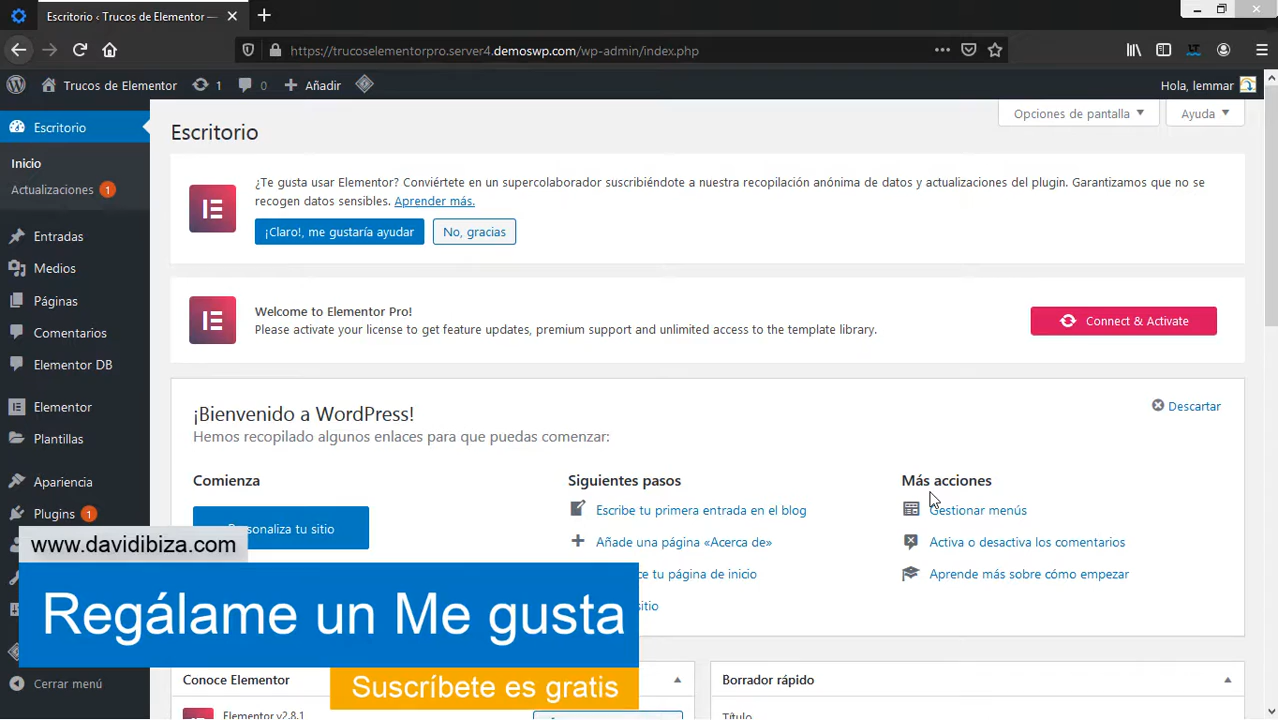 Escritorio ‹ Trucos de Elementor —
https://trucoselementorpro.server4.demoswp.com/wp-admin/index.php
Trucos de Elementor 1 0 Añadir Hola, lemmar
Opciones de pantalla Ayuda
Escritorio
Inicio
Actualizaciones 1
Entradas
Medios
Páginas
Comentarios
Elementor DB
Elementor
Plantillas
Apariencia
Plugins 1
Cerrar menú
Escritorio
¿Te gusta usar Elementor? Conviértete en un supercolaborador suscribiéndote a nuestra recopilación anónima de datos y actualizaciones del plugin. Garantizamos que no se
recogen datos sensibles. Aprender más.
¡Claro!, me gustaría ayudar No, gracias
Welcome to Elementor Pro!
Please activate your license to get feature updates, premium support and unlimited access to the template library.
Connect & Activate
¡Bienvenido a WordPress!
Descartar
Hemos recopilado algunos enlaces para que puedas comenzar:
Comienza
tu sitio
Siguientes pasos
Escribe tu primera entrada en el blog
Añade una página «Acerca de»
tu página de inicio
sitio
Más acciones
Gestionar menús
Activa o desactiva los comentarios
Aprende más sobre cómo empezar
www.davidibiza.com
Regálame un Me gusta
Suscríbete es gratis
Conoce Elementor
Elementor v2.8.1
Borrador rápido
Título